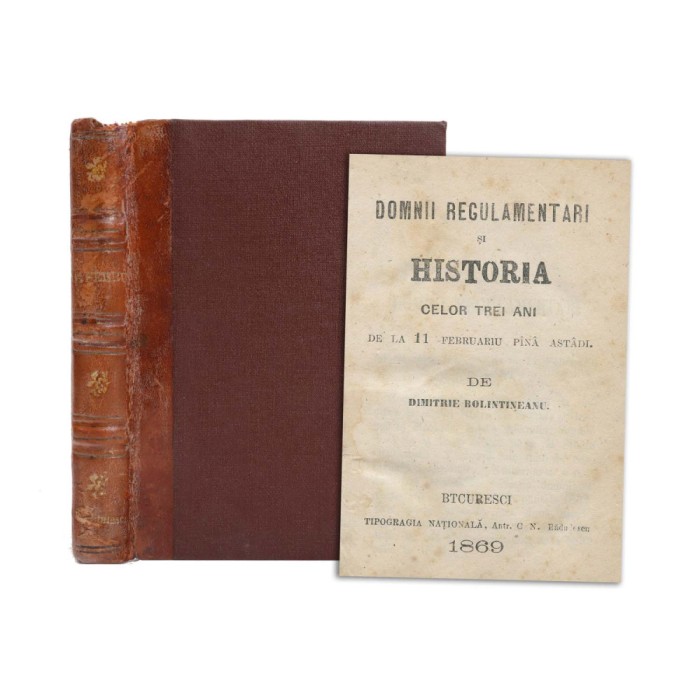 DOMNII REGULAMENTARI
ȘI
HISTORIA
CELOR TREI ANI
DE LA 11 FEBRUARIU PÎNĂ ASTĂDI.
DE
DIMITRIE BOLINTINEANU.
BTCURESCI
TIPOGRAGIA NAȚIONALĂ, Antr. C. N.
1869